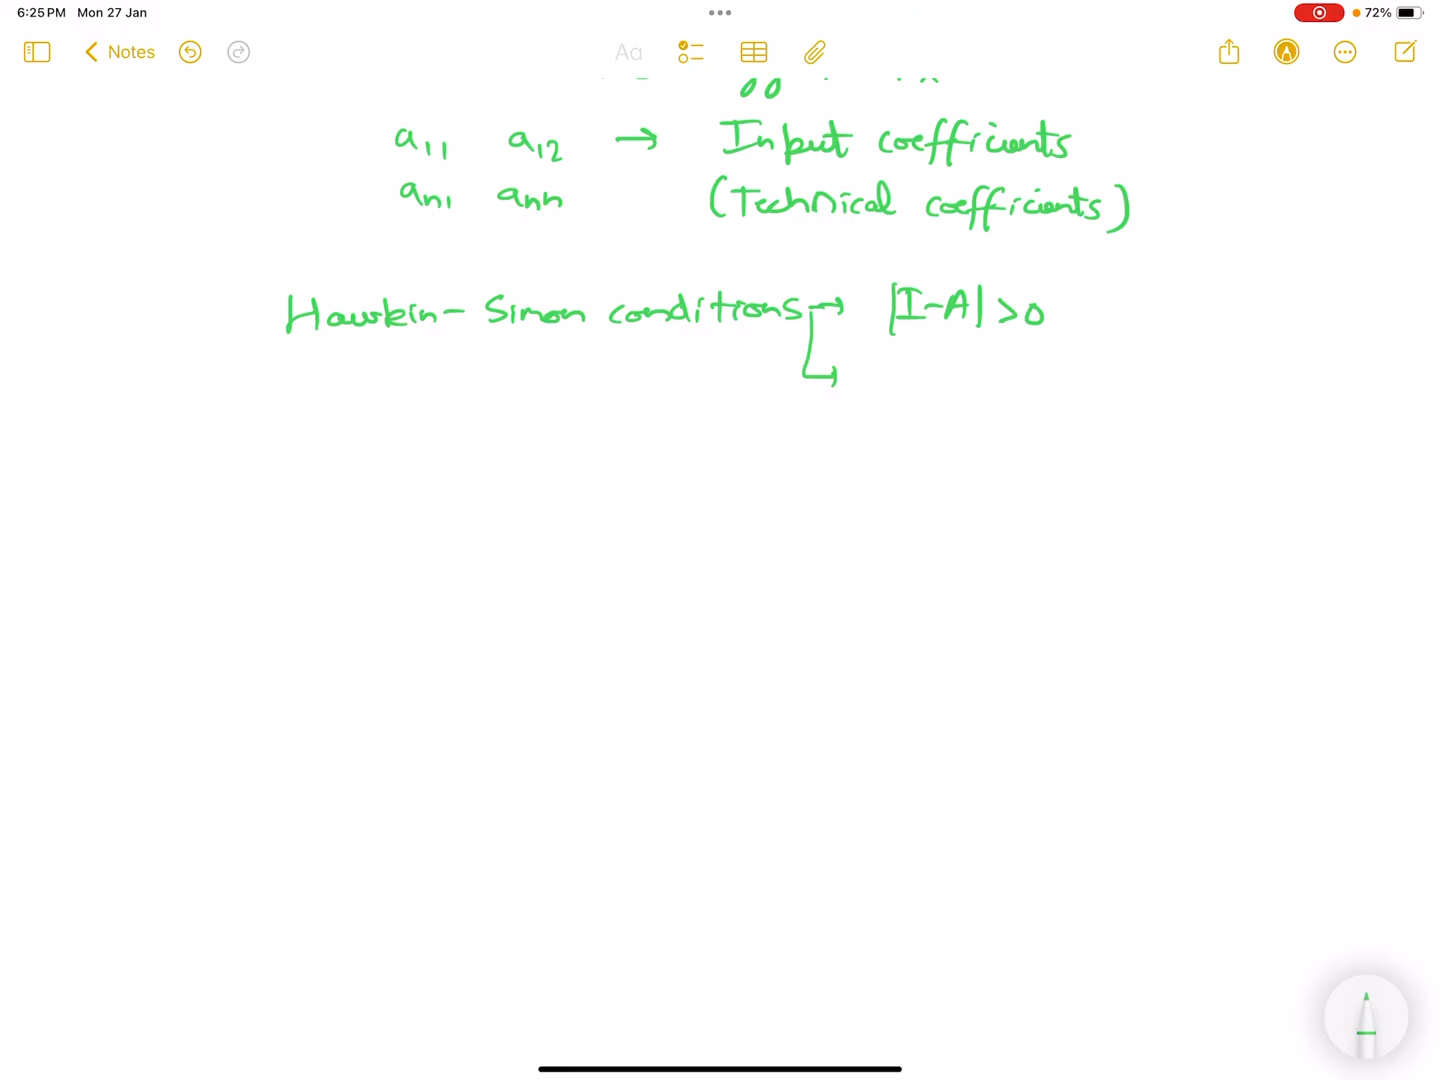 6:25 PM Mon 27 Jan
72%
Notes
Aa
a11 a12 → Input coefficients
an1 ann (Technical coefficients)
Hawkin- Simon conditions → |I-A| > 0